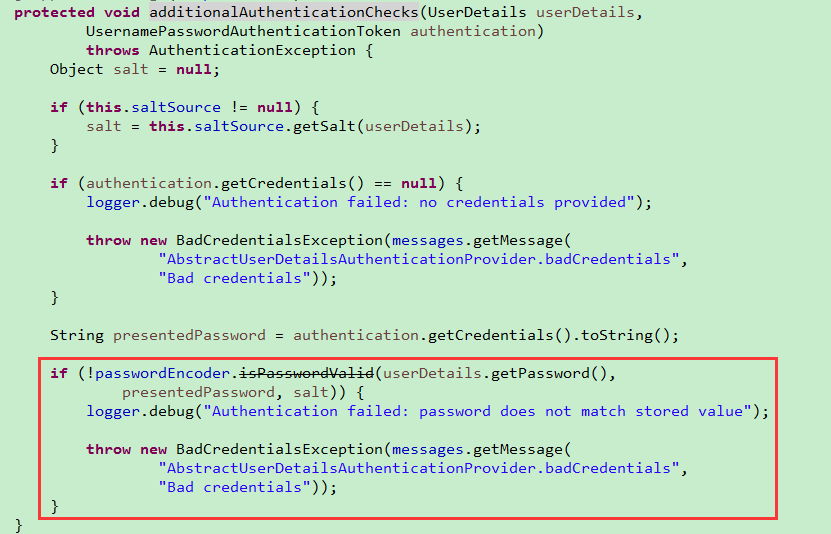 protected void additionalAuthenticationChecks(UserDetails userDetails,
        UsernamePasswordAuthenticationToken authentication)
        throws AuthenticationException {
    Object salt = null;

    if (this.saltSource != null) {
        salt = this.saltSource.getSalt(userDetails);
    }

    if (authentication.getCredentials() == null) {
        logger.debug("Authentication failed: no credentials provided");

        throw new BadCredentialsException(messages.getMessage(
                "AbstractUserDetailsAuthenticationProvider.badCredentials",
                "Bad credentials"));
    }

    String presentedPassword = authentication.getCredentials().toString();

    if (!passwordEncoder.isPasswordValid(userDetails.getPassword(),
            presentedPassword, salt)) {
        logger.debug("Authentication failed: password does not match stored value");

        throw new BadCredentialsException(messages.getMessage(
                "AbstractUserDetailsAuthenticationProvider.badCredentials",
                "Bad credentials"));
    }
}